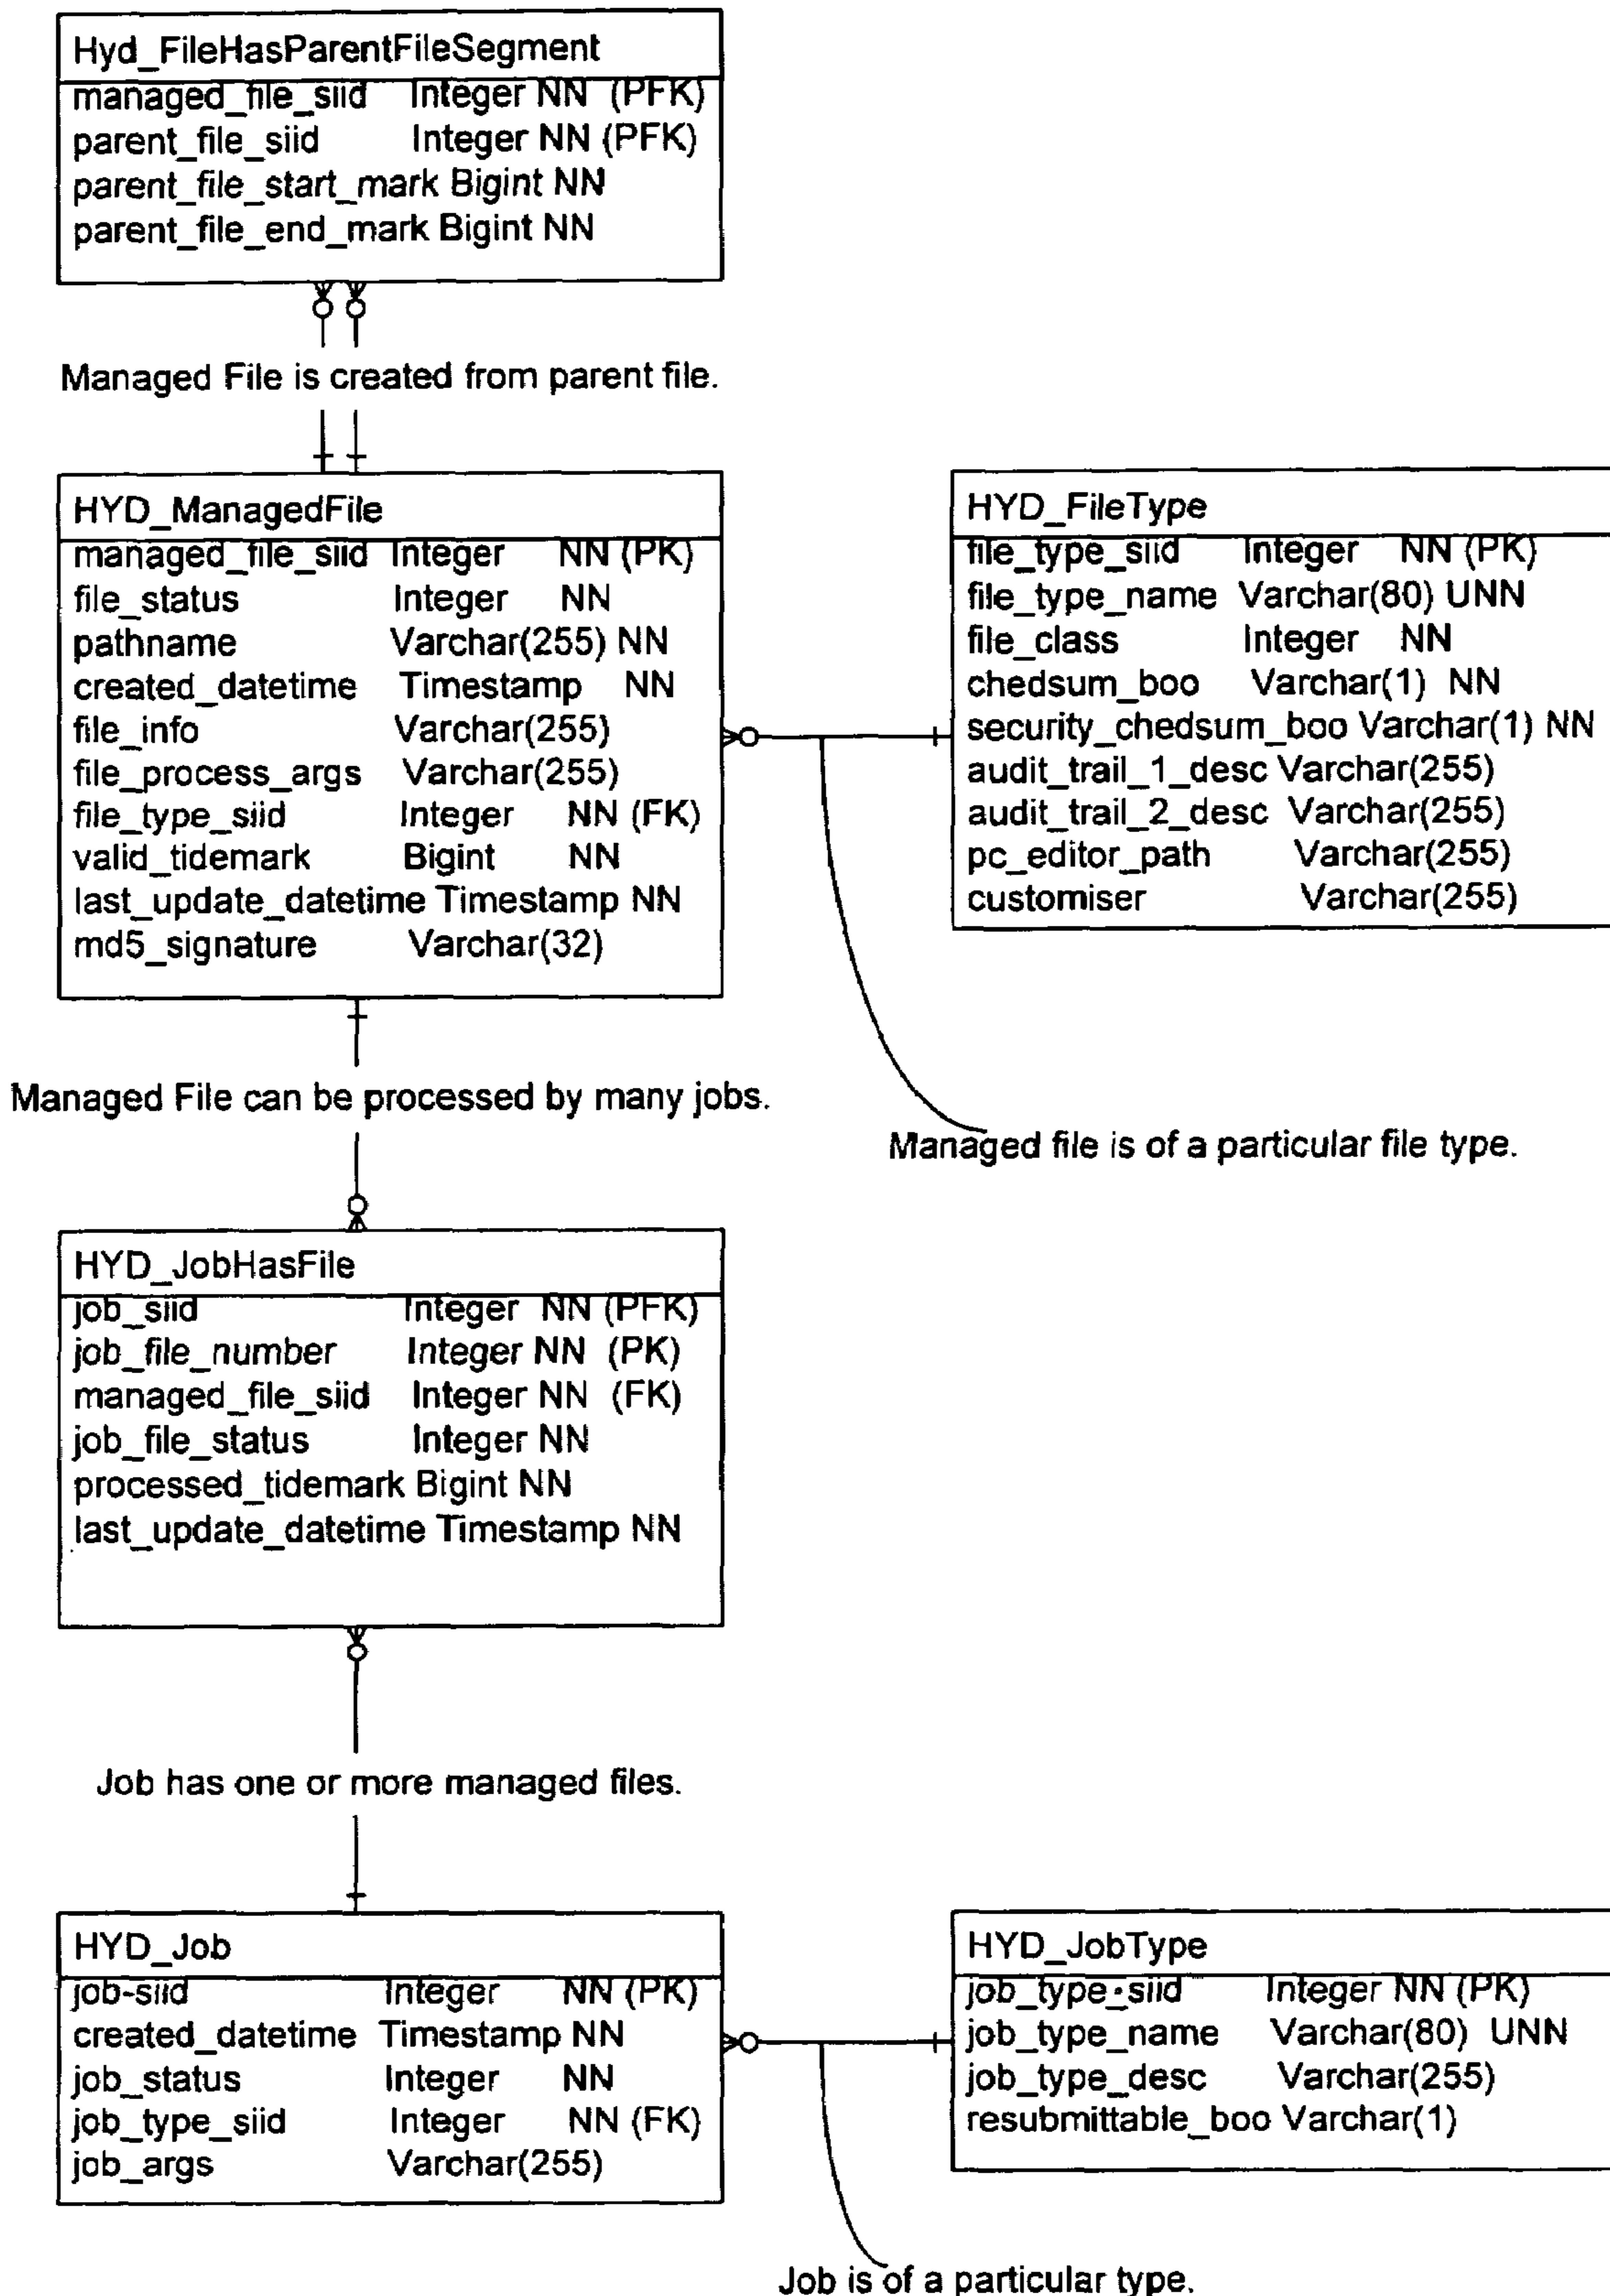 Hyd_FileHasParentFileSegment
managed_file_siid Integer NN (PFK)
parent_file_siid Integer NN (PFK)
parent_file_start_mark Bigint NN
parent_file_end_mark Bigint NN
Managed File is created from parent file.
HYD_ManagedFile
managed_file_siid Integer NN (PK)
file_status Integer NN
pathname Varchar(255) NN
created_datetime Timestamp NN
file_info Varchar(255)
file_process_args Varchar(255)
file_type_siid Integer NN (FK)
valid_tidemark Bigint NN
last_update_datetime Timestamp NN
md5_signature Varchar(32)
HYD_FileType
file_type_siid Integer NN (PK)
file_type_name Varchar(80) UNN
file_class Integer NN
chedsum_boo Varchar(1) NN
security_chedsum_boo Varchar(1) NN
audit_trail_1_desc Varchar(255)
audit_trail_2_desc Varchar(255)
pc_editor_path Varchar(255)
customiser Varchar(255)
Managed File can be processed by many jobs.
Managed file is of a particular file type.
HYD_JobHasFile
job_siid Integer NN (PFK)
job_file_number Integer NN (PK)
managed_file_siid Integer NN (FK)
job_file_status Integer NN
processed_tidemark Bigint NN
last_update_datetime Timestamp NN
Job has one or more managed files.
HYD_Job
job-siid Integer NN (PK)
created_datetime Timestamp NN
job_status Integer NN
job_type_siid Integer NN (FK)
job_args Varchar(255)
HYD_JobType
job_type_siid Integer NN (PK)
job_type_name Varchar(80) UNN
job_type_desc Varchar(255)
resubmittable_boo Varchar(1)
Job is of a particular type.